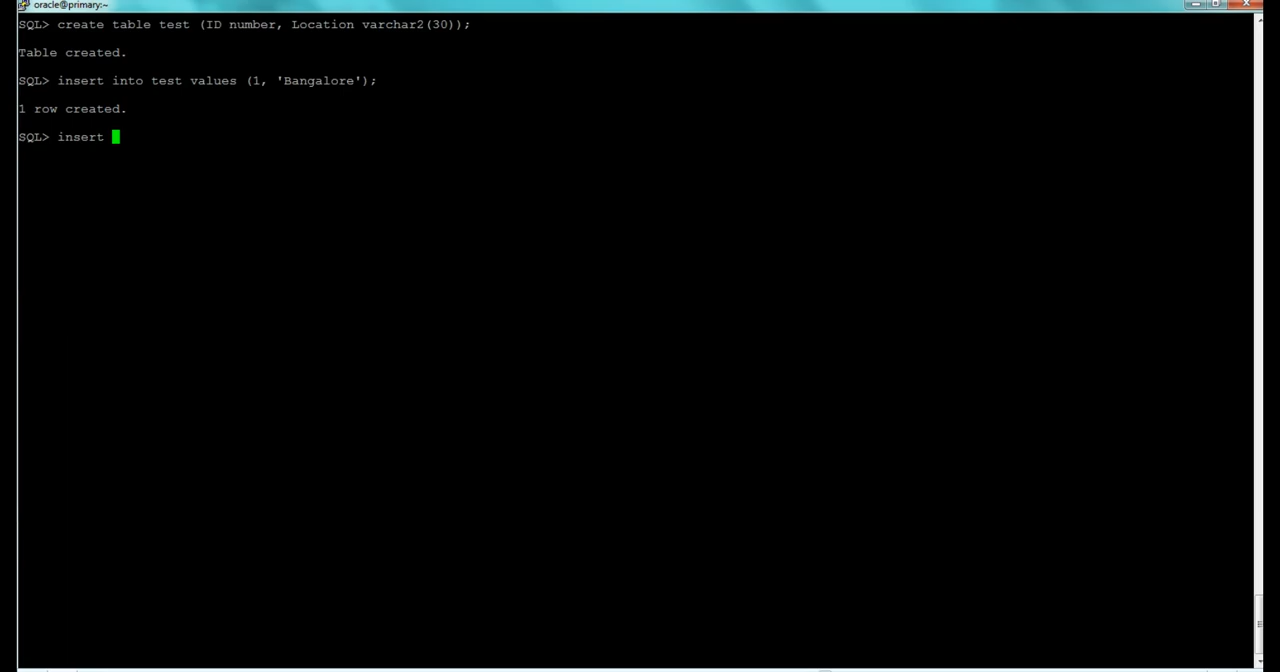 oracle@primary:~
SQL> create table test (ID number, Location varchar2(30));
Table created.
SQL> insert into test values (1, 'Bangalore');
1 row created.
SQL> insert